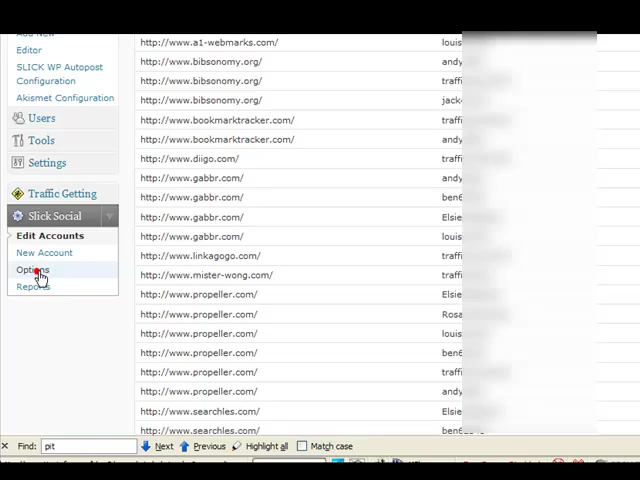 Add New
Editor
SLICK WP Autopost
Configuration
Akismet Configuration
Users
Tools
Settings
Traffic Getting
Slick Social
Edit Accounts
New Account
Options
Reports
http://www.a1-webmarks.com/ louis
http://www.bibsonomy.org/ andy
http://www.bibsonomy.org/ traffi
http://www.bibsonomy.org/ jack
http://www.bookmarktracker.com/ traffi
http://www.bookmarktracker.com/ andy
http://www.diigo.com/ traffi
http://www.gabbr.com/ andy
http://www.gabbr.com/ ben6
http://www.gabbr.com/ Elsie
http://www.gabbr.com/ louis
http://www.linkagogo.com/ traffi
http://www.mister-wong.com/ traffi
http://www.propeller.com/ Elsie
http://www.propeller.com/ Rosa
http://www.propeller.com/ louis
http://www.propeller.com/ ben6
http://www.propeller.com/ traffi
http://www.propeller.com/ andy
http://www.searchles.com/ Elsie
http://www.searchles.com/
Find: pit Next Previous Highlight all Match case